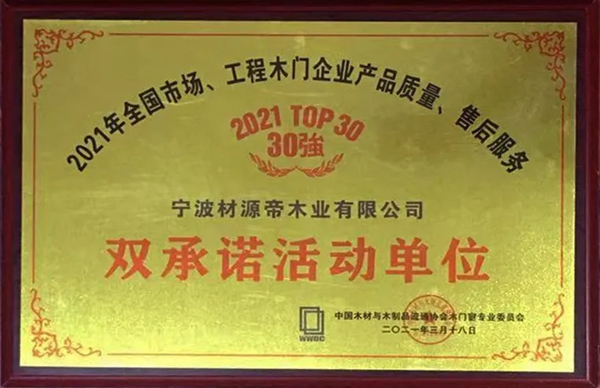 2021年全国市场、工程木门企业产品质量、售后服务
2021 TOP 30
30強
宁波材源帝木业有限公司
双承诺活动单位
WWDC
中国木材与木制品流通协会木门窗专业委员会
二〇二一年三月十八日